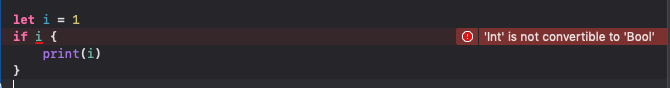 let i = 1
if i {
'Int' is not convertible to 'Bool'
    print(i)
}